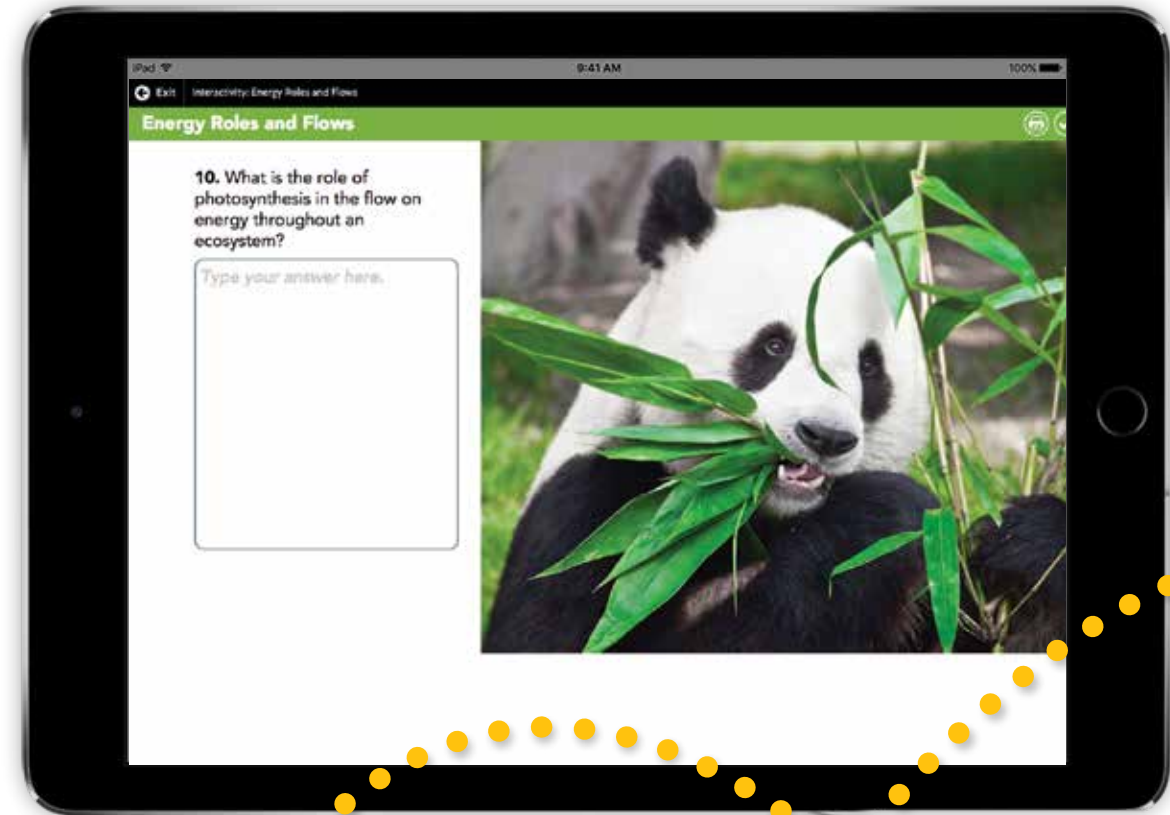 iPad
9:41 AM
100%
Exit
Interactivity: Energy Roles and Flows
Energy Roles and Flows
10. What is the role of
photosynthesis in the flow on
energy throughout an
ecosystem?
Type your answer here.